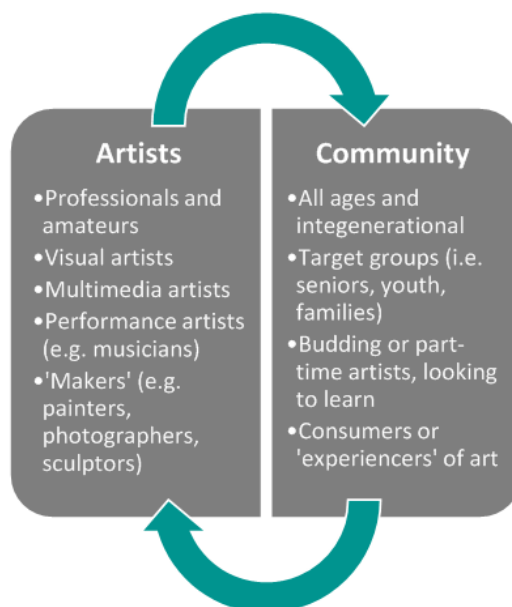 Artists
•Professionals and
amateurs
•Visual artists
•Multimedia artists
•Performance artists
(e.g. musicians)
•'Makers' (e.g.
painters,
photographers,
sculptors)
Community
•All ages and
integenerational
•Target groups (i.e.
seniors, youth,
families)
•Budding or part-
time artists, looking
to learn
•Consumers or
'experiencers' of art